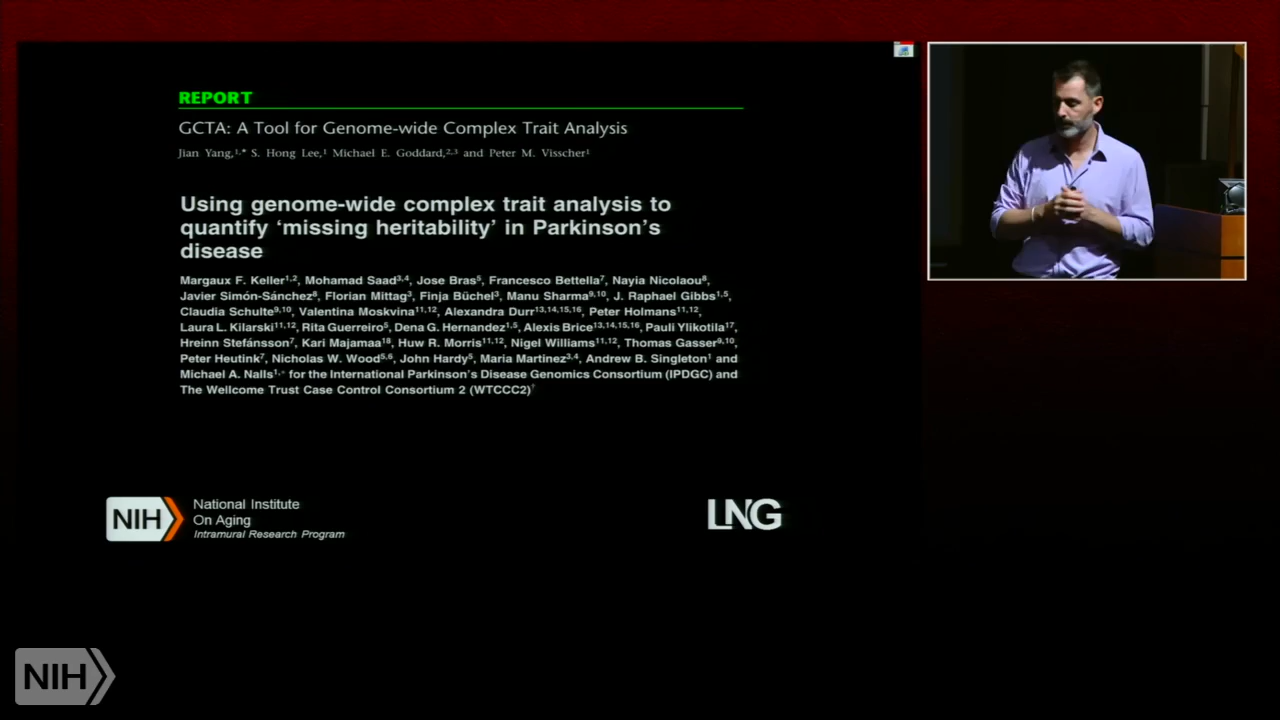 REPORT
GCTA: A Tool for Genome-wide Complex Trait Analysis
Jian Yang,¹,* S. Hong Lee,¹ Michael E. Goddard,²,³ and Peter M. Visscher¹
Using genome-wide complex trait analysis to
quantify ‘missing heritability’ in Parkinson’s
disease
Margaux F. Keller¹,², Mohamad Saad³,⁴, Jose Bras⁵, Francesco Bettella⁷, Nayia Nicolaou⁸,
Javier Simón-Sánchez⁸, Florian Mittag³, Finja Büchel³, Manu Sharma⁹,¹⁰, J. Raphael Gibbs¹,⁵,
Claudia Schulte⁹,¹⁰, Valentina Moskvina¹¹,¹², Alexandra Durr¹³,¹⁴,¹⁵,¹⁶, Peter Holmans¹¹,¹²,
Laura L. Kilarski¹¹,¹², Rita Guerreiro⁵, Dena G. Hernandez¹,⁵, Alexis Brice¹³,¹⁴,¹⁵,¹⁶, Pauli Ylikotila¹⁷,
Hreinn Stefánsson⁷, Kari Majamaa¹⁸, Huw R. Morris¹¹,¹², Nigel Williams¹¹,¹², Thomas Gasser⁹,¹⁰,
Peter Heutink⁷, Nicholas W. Wood⁵,⁶, John Hardy⁵, Maria Martinez³,⁴, Andrew B. Singleton¹ and
Michael A. Nalls¹,* for the International Parkinson’s Disease Genomics Consortium (IPDGC) and
The Wellcome Trust Case Control Consortium 2 (WTCCC2)†
NIH
National Institute
On Aging
Intramural Research Program
LNG
NIH